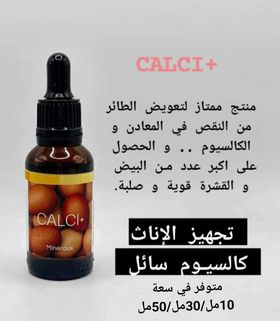 CALCI+
منتج ممتاز لتعويض الطائر
من النقص في المعادن و
الكالسيوم .. و الحصول
على اكبر عدد من البيض
و القشرة قوية و صلبة.
CALCI+
Minéraux
تجهيز الإناث
كالسيوم سائل
متوفر في سعة
10مل/30مل/50مل